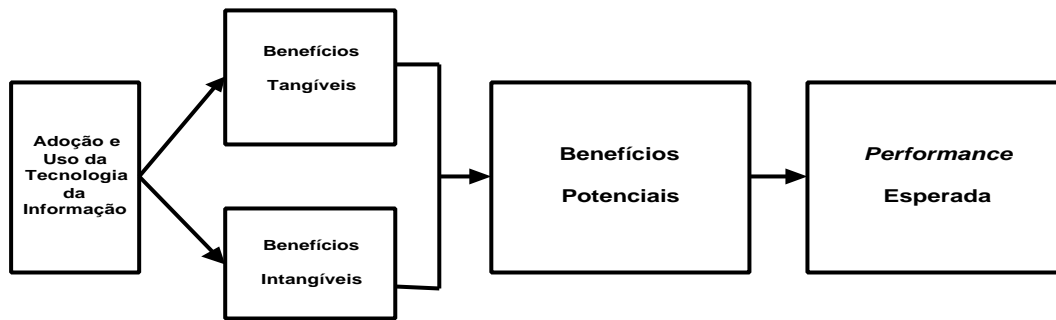 Adoção e
Uso da
Tecnologia
da
Informação
Benefícios
Tangíveis
Benefícios
Intangíveis
Benefícios
Potenciais
Performance
Esperada